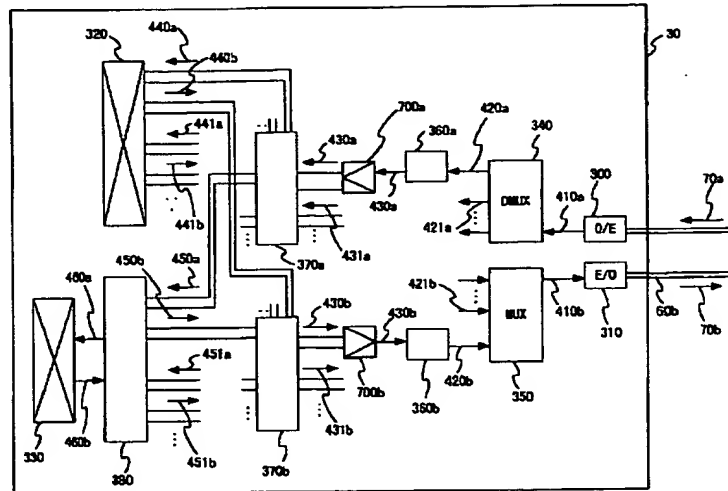 320
440a
440b
30
441a
441b
700a
360a
420a
340
430a
430a
421a
DMUX
410a
300
O/E
70a
431a
370a
450b
450a
460a
421b
MUX
410b
E/O
310
60b
70b
430b
430b
451a
330
460b
380
451b
370b
431b
700b
360b
420b
350